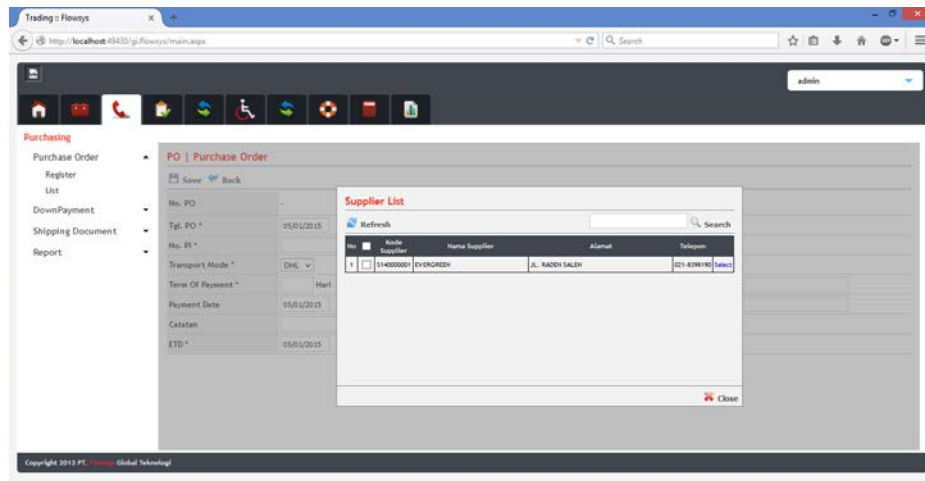 Trading :: Flowsys
http://localhost:49430/gi.flowsys/main.aspx
Search
admin
Purchasing
Purchase Order
Register
List
DownPayment
Shipping Document
Report
PO | Purchase Order
Save Back
No. PO -
Tgl. PO * 05/01/2015
No. PI *
Transport Mode * DHL
Term Of Payment * Hari
Payment Date 05/01/2015
Catatan
ETD * 05/01/2015
Supplier List
Refresh Search
No Kode Supplier Nama Supplier Alamat Telepon
1 S140000001 EVERGREEN JL. RADEN SALEH 021-8298190 Select
Close
Copyright 2013 PT. Flowsys Global Teknologi